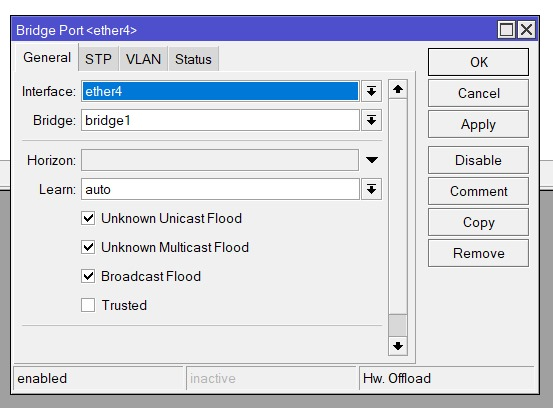 Bridge Port <ether4>
General STP VLAN Status
Interface: ether4
Bridge: bridge1
Horizon:
Learn: auto
Unknown Unicast Flood
Unknown Multicast Flood
Broadcast Flood
Trusted
OK
Cancel
Apply
Disable
Comment
Copy
Remove
enabled inactive Hw. Offload